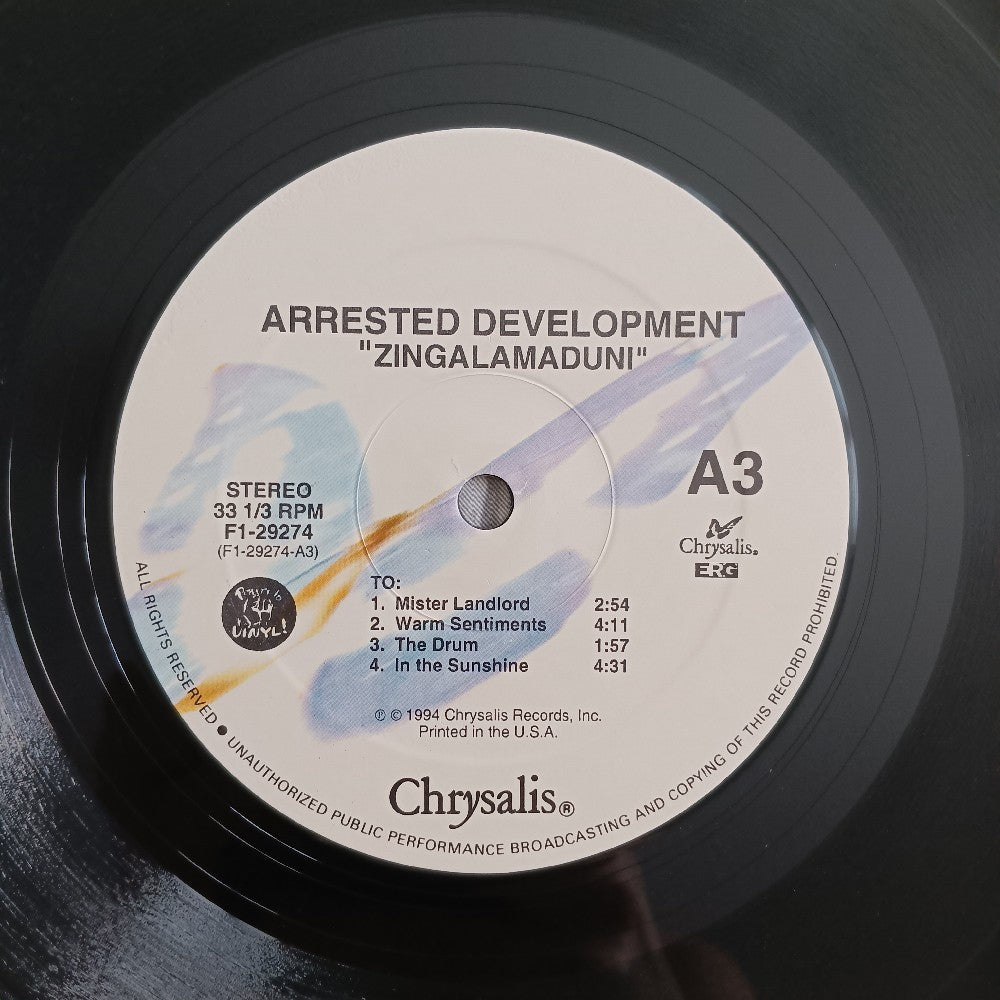 ARRESTED DEVELOPMENT
"ZINGALAMADUNI"
A3
STEREO
33 1/3 RPM
F1-29274
(F1-29274-A3)
Chrysalis®
ERG
VINYL!
TO:
1. Mister Landlord 2:54
2. Warm Sentiments 4:11
3. The Drum 1:57
4. In the Sunshine 4:31
℗ © 1994 Chrysalis Records, Inc.
Printed in the U.S.A.
Chrysalis®
ALL RIGHTS RESERVED ● UNAUTHORIZED PUBLIC PERFORMANCE BROADCASTING AND COPYING OF THIS RECORD PROHIBITED.